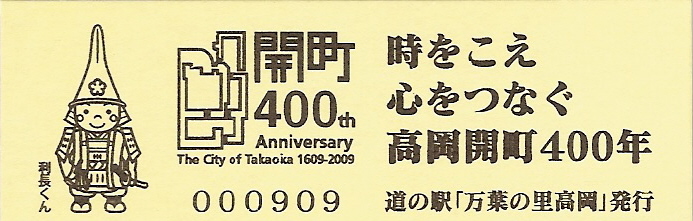 利長くん
開町
400th
Anniversary
The City of Takaoka 1609-2009
000909
時をこえ
心をつなぐ
高岡開町400年
道の駅「万葉の里高岡」発行